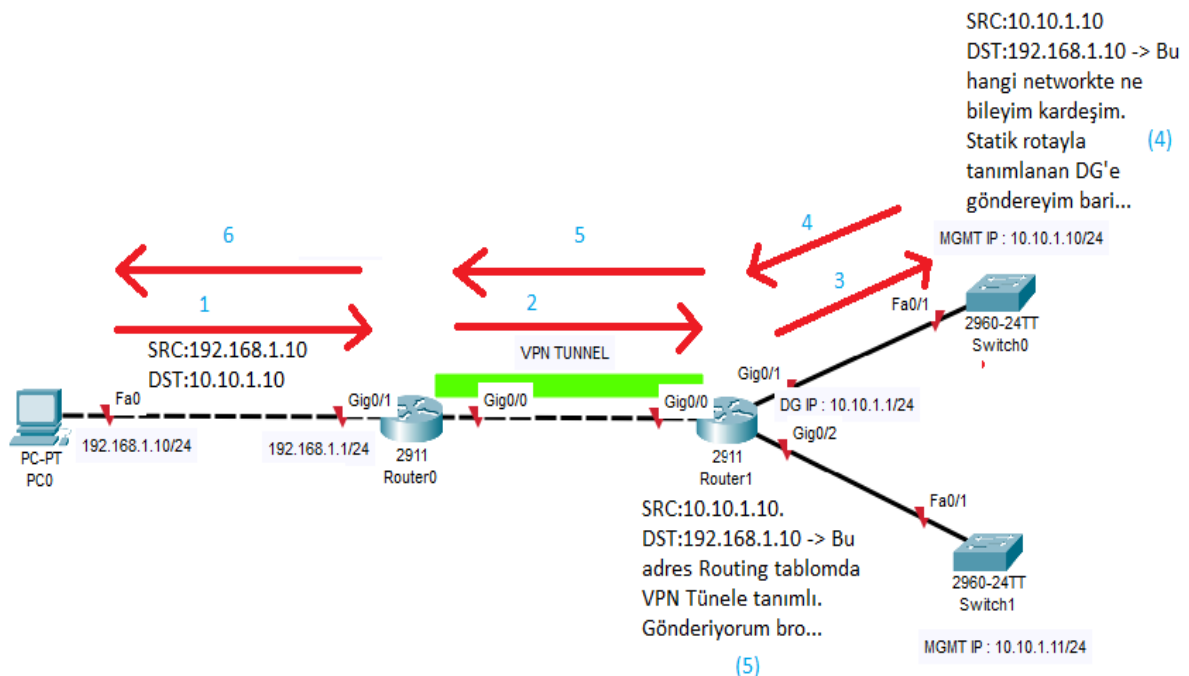 SRC:10.10.1.10
DST:192.168.1.10 -> Bu
hangi networkte ne
bileyim kardeşim.
Statik rotayla (4)
tanımlanan DG'e
göndereyim bari...
MGMT IP : 10.10.1.10/24
6
5
4
3
1
2
SRC:192.168.1.10
DST:10.10.1.10
VPN TUNNEL
Fa0/1
2960-24TT
Switch0
Fa0
Gig0/1
Gig0/0
Gig0/0
Gig0/1
DG IP : 10.10.1.1/24
Gig0/2
192.168.1.10/24
192.168.1.1/24
PC-PT
PC0
2911
Router0
2911
Router1
Fa0/1
2960-24TT
Switch1
MGMT IP : 10.10.1.11/24
SRC:10.10.1.10.
DST:192.168.1.10 -> Bu
adres Routing tablomda
VPN Tünele tanımlı.
Gönderiyorum bro...
(5)